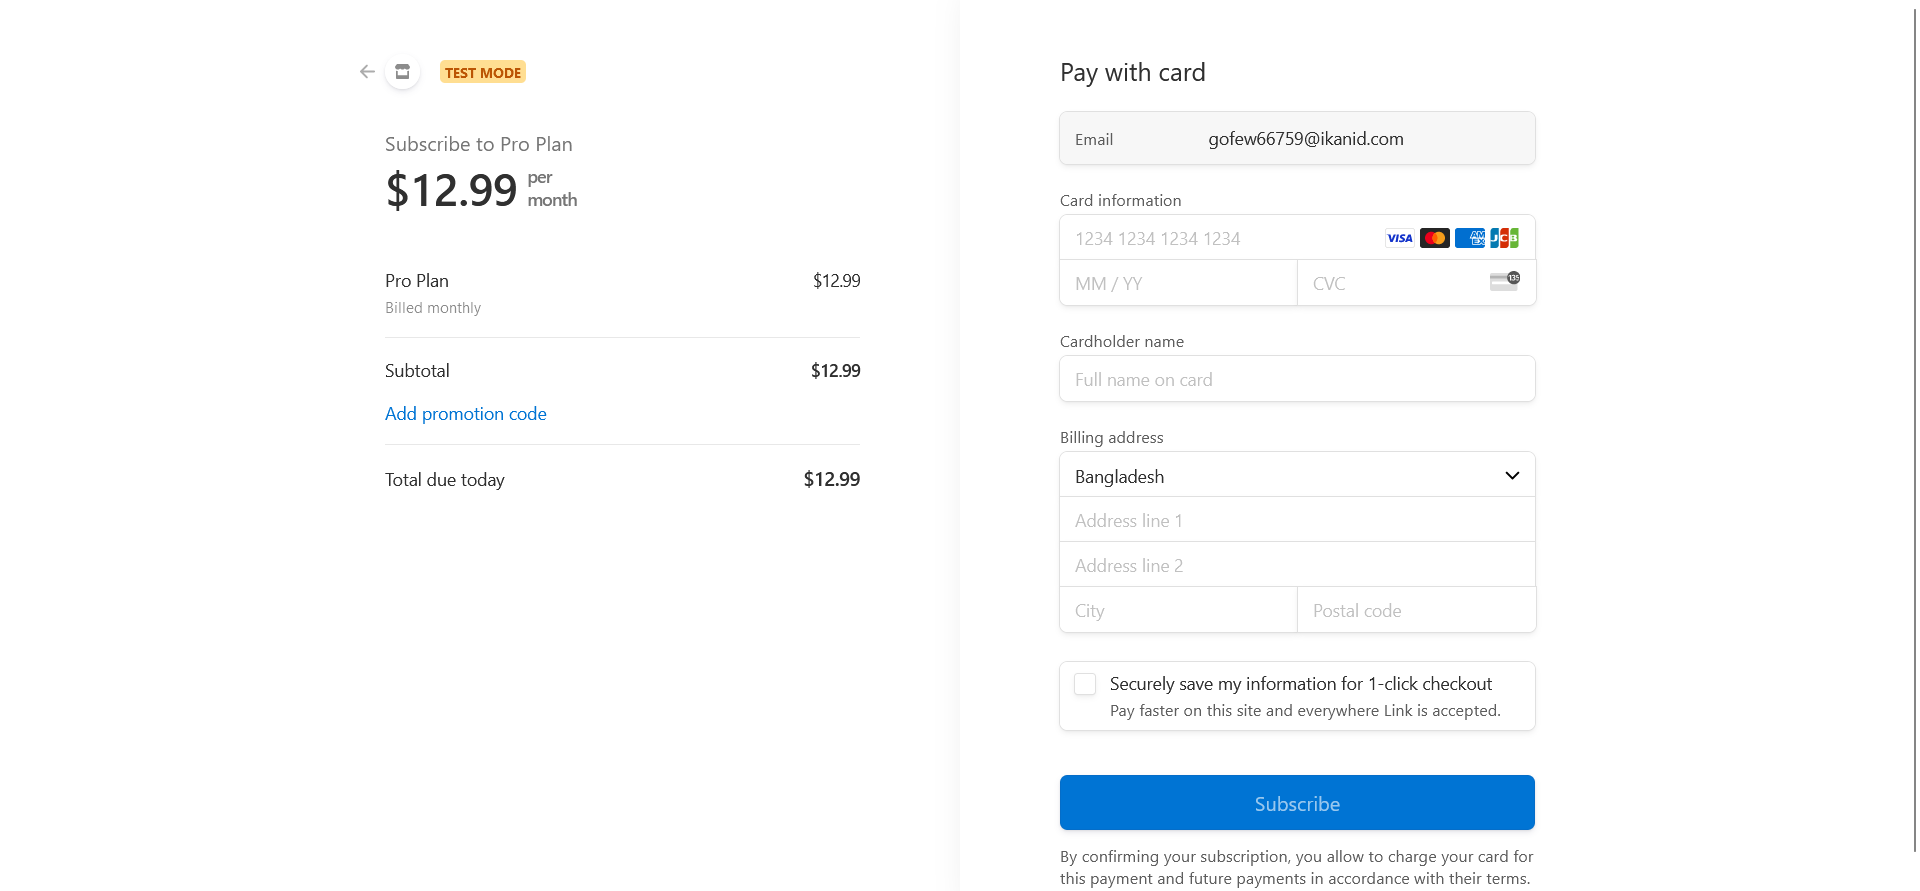 TEST MODE
Subscribe to Pro Plan
$12.99 per
month
Pro Plan $12.99
Billed monthly
Subtotal $12.99
Add promotion code
Total due today $12.99
Pay with card
Email gofew66759@ikanid.com
Card information
1234 1234 1234 1234 VISA AM EX JCB
MM / YY CVC 135
Cardholder name
Full name on card
Billing address
Bangladesh
Address line 1
Address line 2
City Postal code
Securely save my information for 1-click checkout
Pay faster on this site and everywhere Link is accepted.
Subscribe
By confirming your subscription, you allow to charge your card for
this payment and future payments in accordance with their terms.